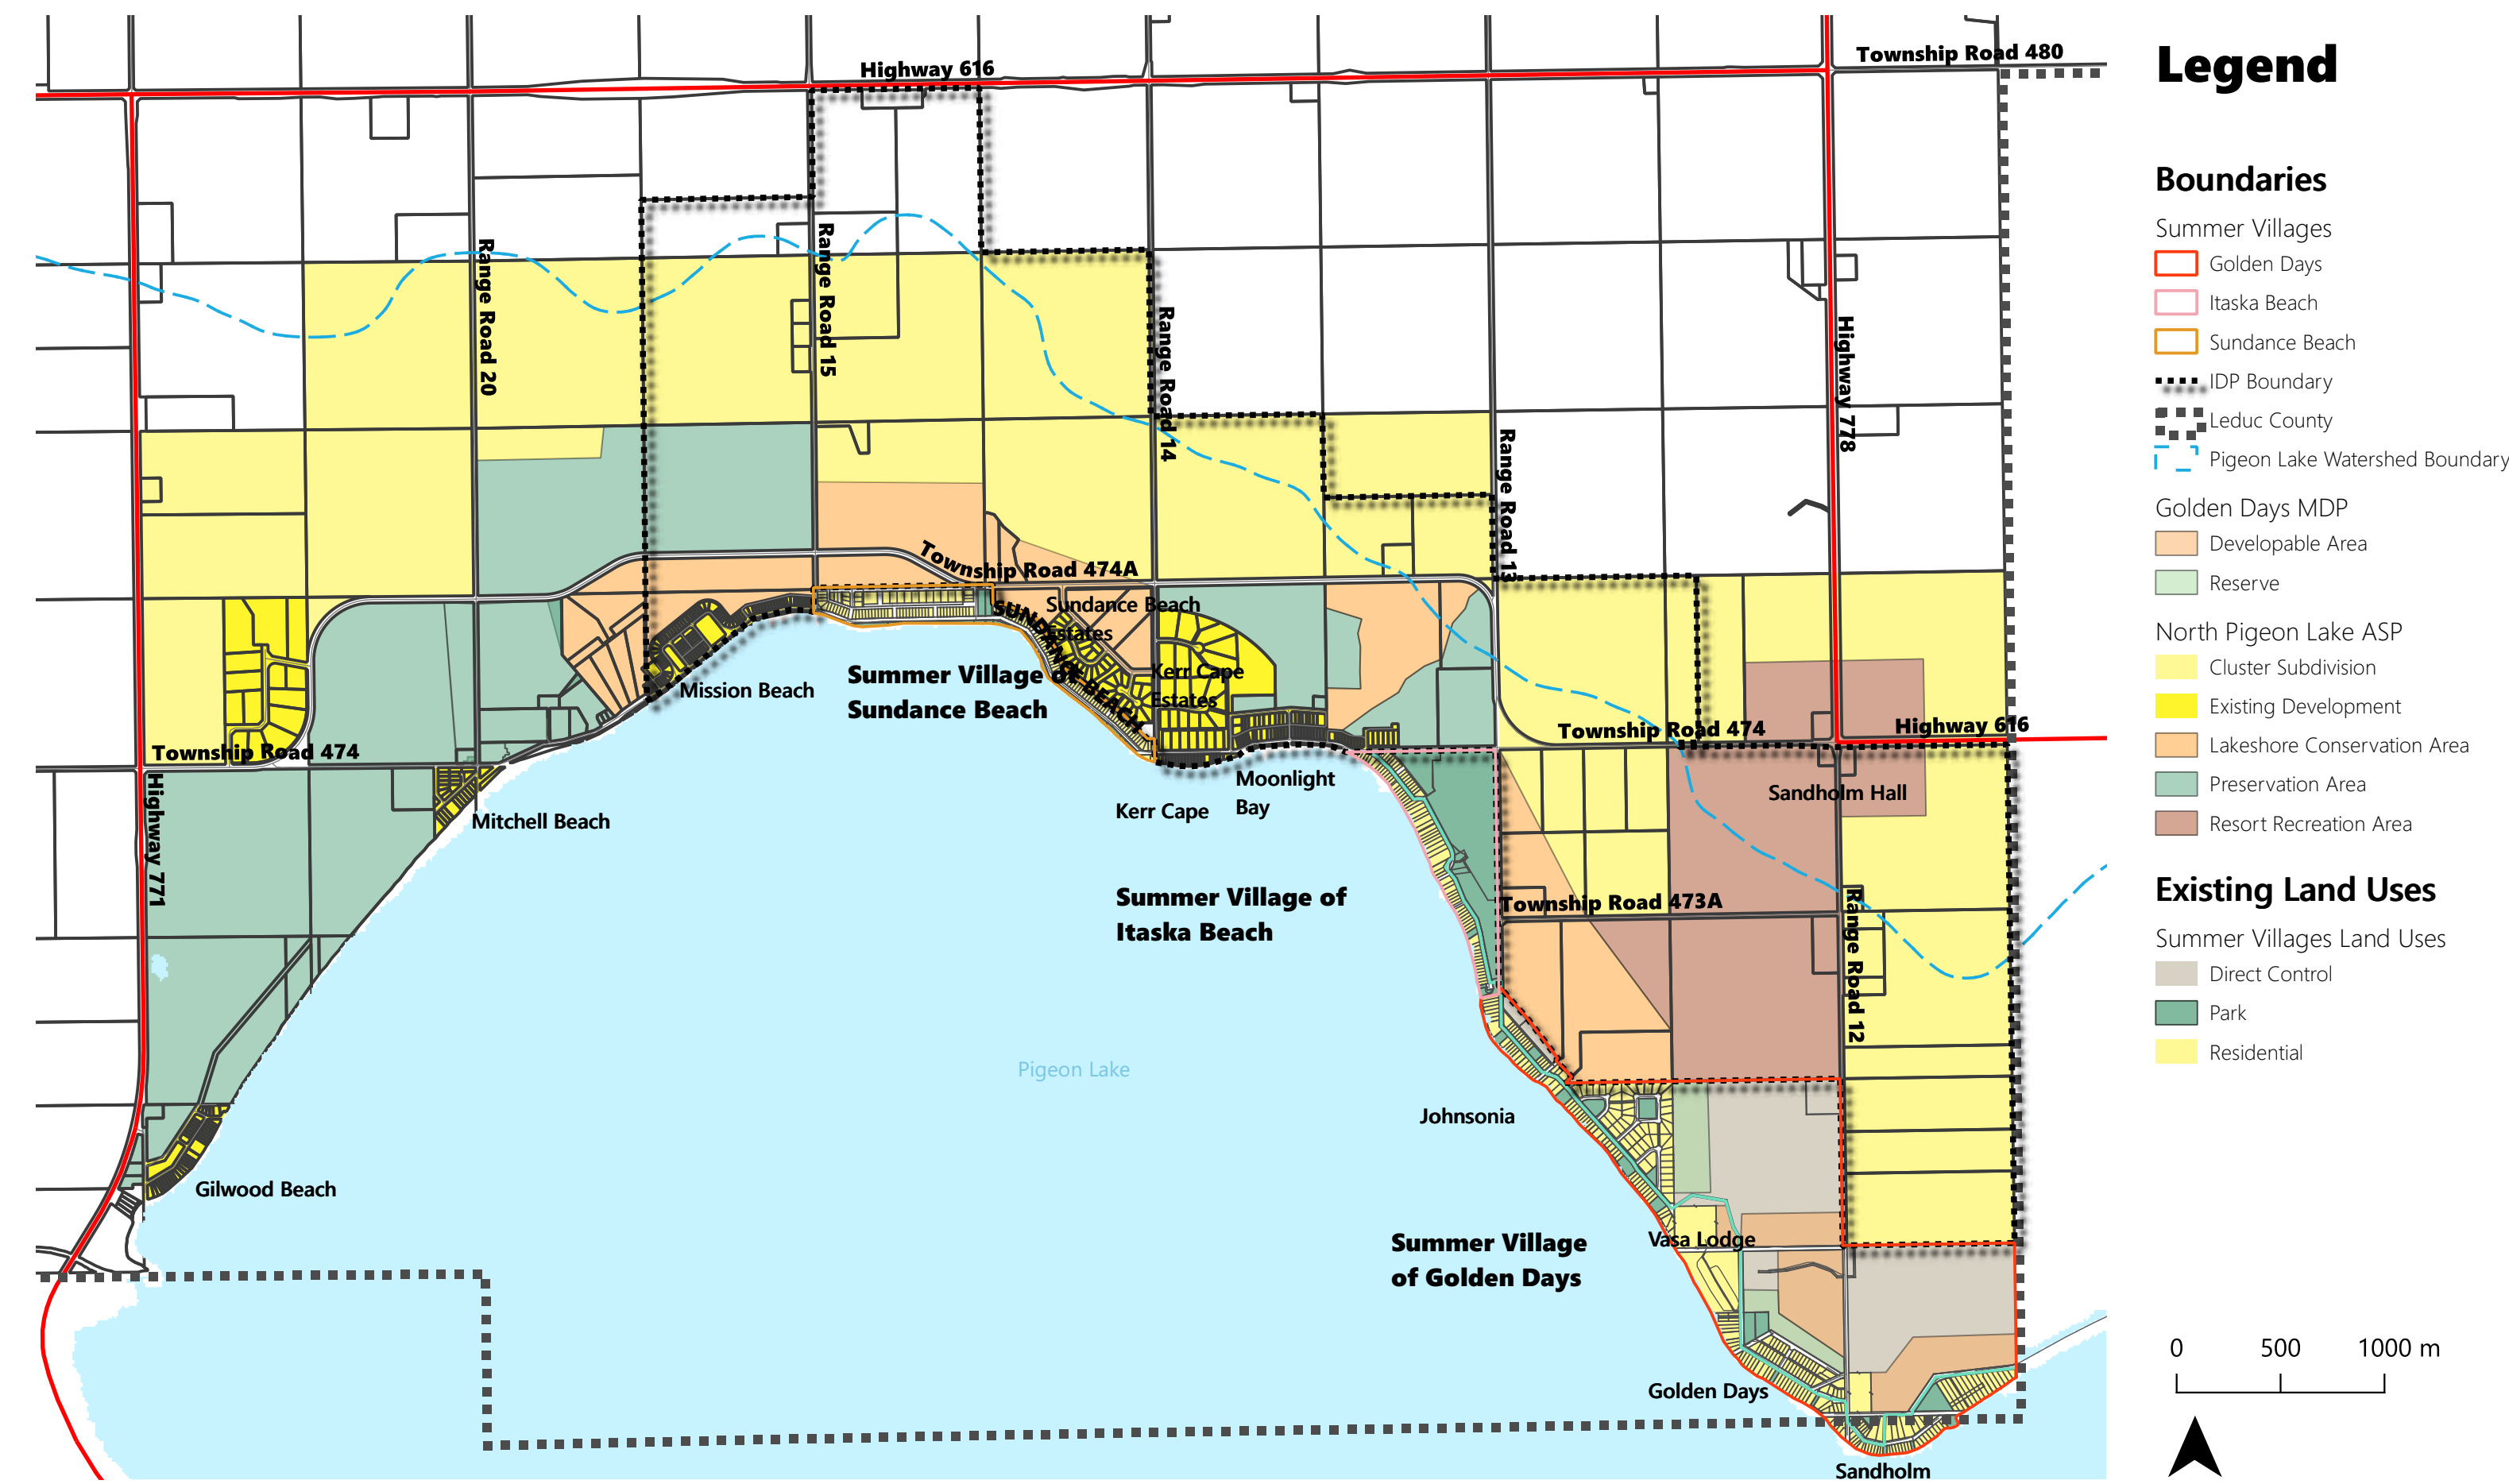 Highway 616
Township Road 480
Range Road 20
Range Road 15
Range Road 14
Range Road 13
Highway 778
Township Road 474A
Sundance Beach
Estates
SUNDANCE BEACH
Kerr Cape
Estates
Summer Village of
Sundance Beach
Mission Beach
Township Road 474
Highway 616
Township Road 474
Highway 771
Mitchell Beach
Kerr Cape
Moonlight
Bay
Sandholm Hall
Summer Village of
Itaska Beach
Township Road 473A
Range Road 12
Pigeon Lake
Johnsonia
Gilwood Beach
Vasa Lodge
Summer Village
of Golden Days
Golden Days
Sandholm
Legend
Boundaries
Summer Villages
Golden Days
Itaska Beach
Sundance Beach
IDP Boundary
Leduc County
Pigeon Lake Watershed Boundary
Golden Days MDP
Developable Area
Reserve
North Pigeon Lake ASP
Cluster Subdivision
Existing Development
Lakeshore Conservation Area
Preservation Area
Resort Recreation Area
Existing Land Uses
Summer Villages Land Uses
Direct Control
Park
Residential
0 500 1000 m